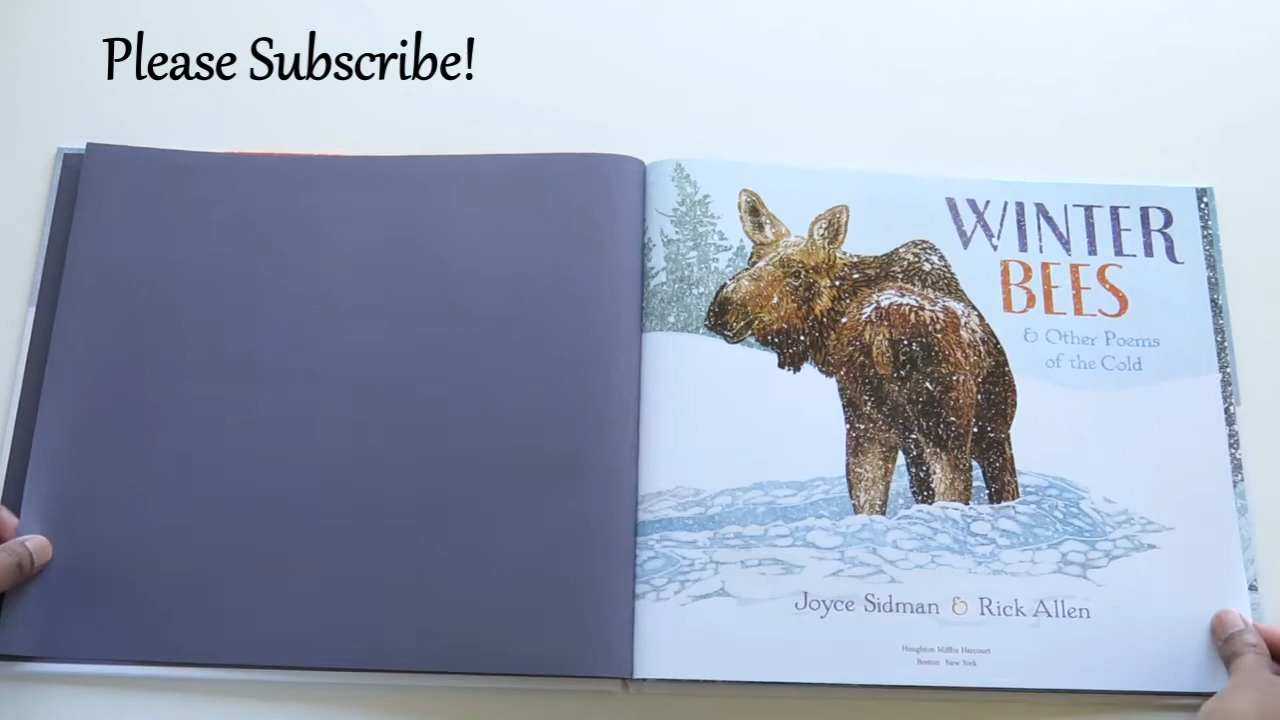 Please Subscribe!
WINTER
BEES
& Other Poems
of the Cold
Joyce Sidman & Rick Allen
Houghton Mifflin Harcourt
Boston New York